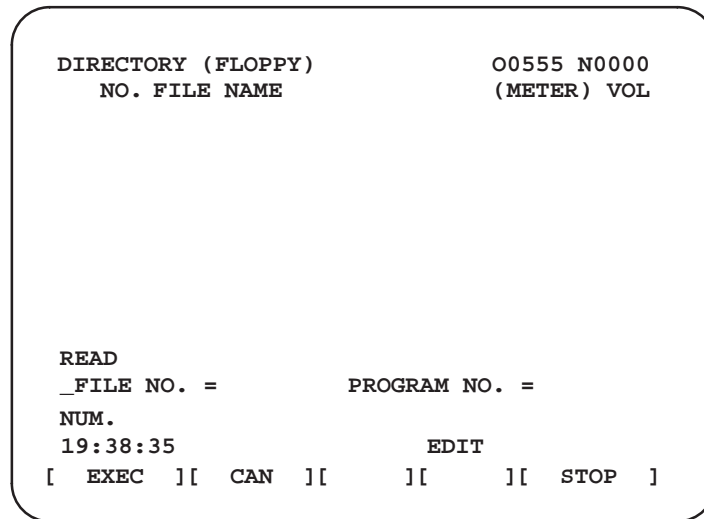 DIRECTORY (FLOPPY) O0555 N0000
NO. FILE NAME (METER) VOL
READ
_FILE NO. = PROGRAM NO. =
NUM.
19:38:35 EDIT
[ EXEC ][ CAN ][ ][ ][ STOP ]